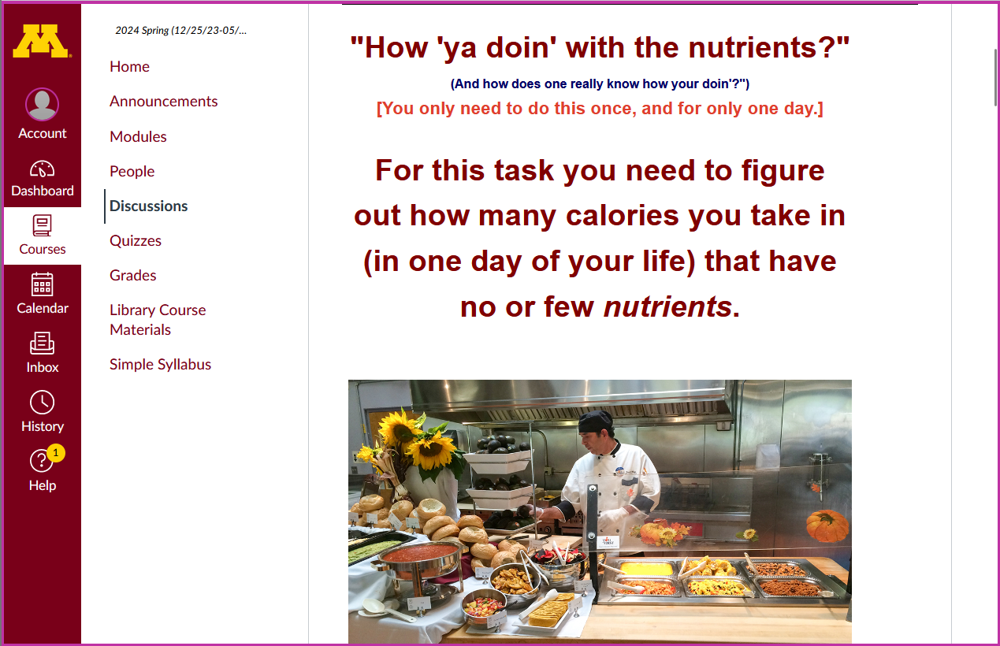 M
Account
Dashboard
Courses
Calendar
Inbox
History
1
Help
2024 Spring (12/25/23-05/...
Home
Announcements
Modules
People
Discussions
Quizzes
Grades
Library Course
Materials
Simple Syllabus
"How 'ya doin' with the nutrients?"
(And how does one really know how your doin'?")
[You only need to do this once, and for only one day.]
For this task you need to figure
out how many calories you take in
(in one day of your life) that have
no or few nutrients.